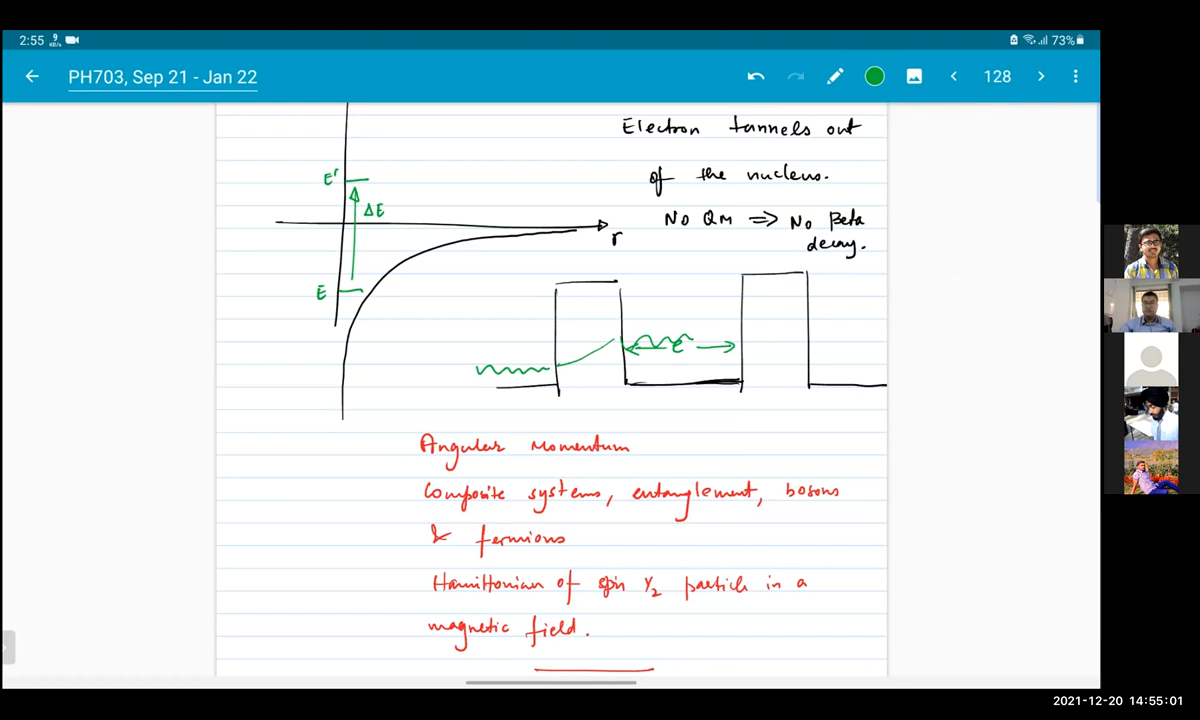 2:55 9 KB/s 73%
PH703, Sep 21 - Jan 22 128
Electron tunnels out
of the nucleus.
No QM ⇒ No Beta
decay.
E'
ΔE
r
E
e⁻
Angular Momentum
Composite systems, entanglement, bosons
& fermions
Hamiltonian of spin 1/2 particle in a
magnetic field.
2021-12-20 14:55:01